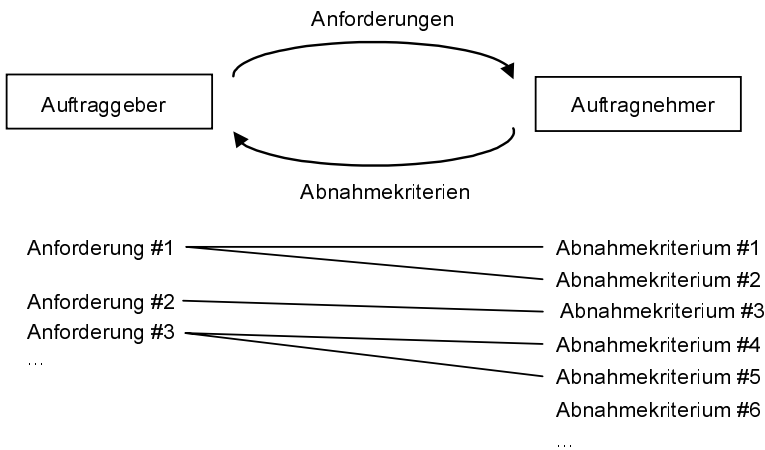 Anforderungen
Auftraggeber
Auftragnehmer
Abnahmekriterien
Anforderung #1
Abnahmekriterium #1
Abnahmekriterium #2
Anforderung #2
Abnahmekriterium #3
Anforderung #3
Abnahmekriterium #4
...
Abnahmekriterium #5
Abnahmekriterium #6
...